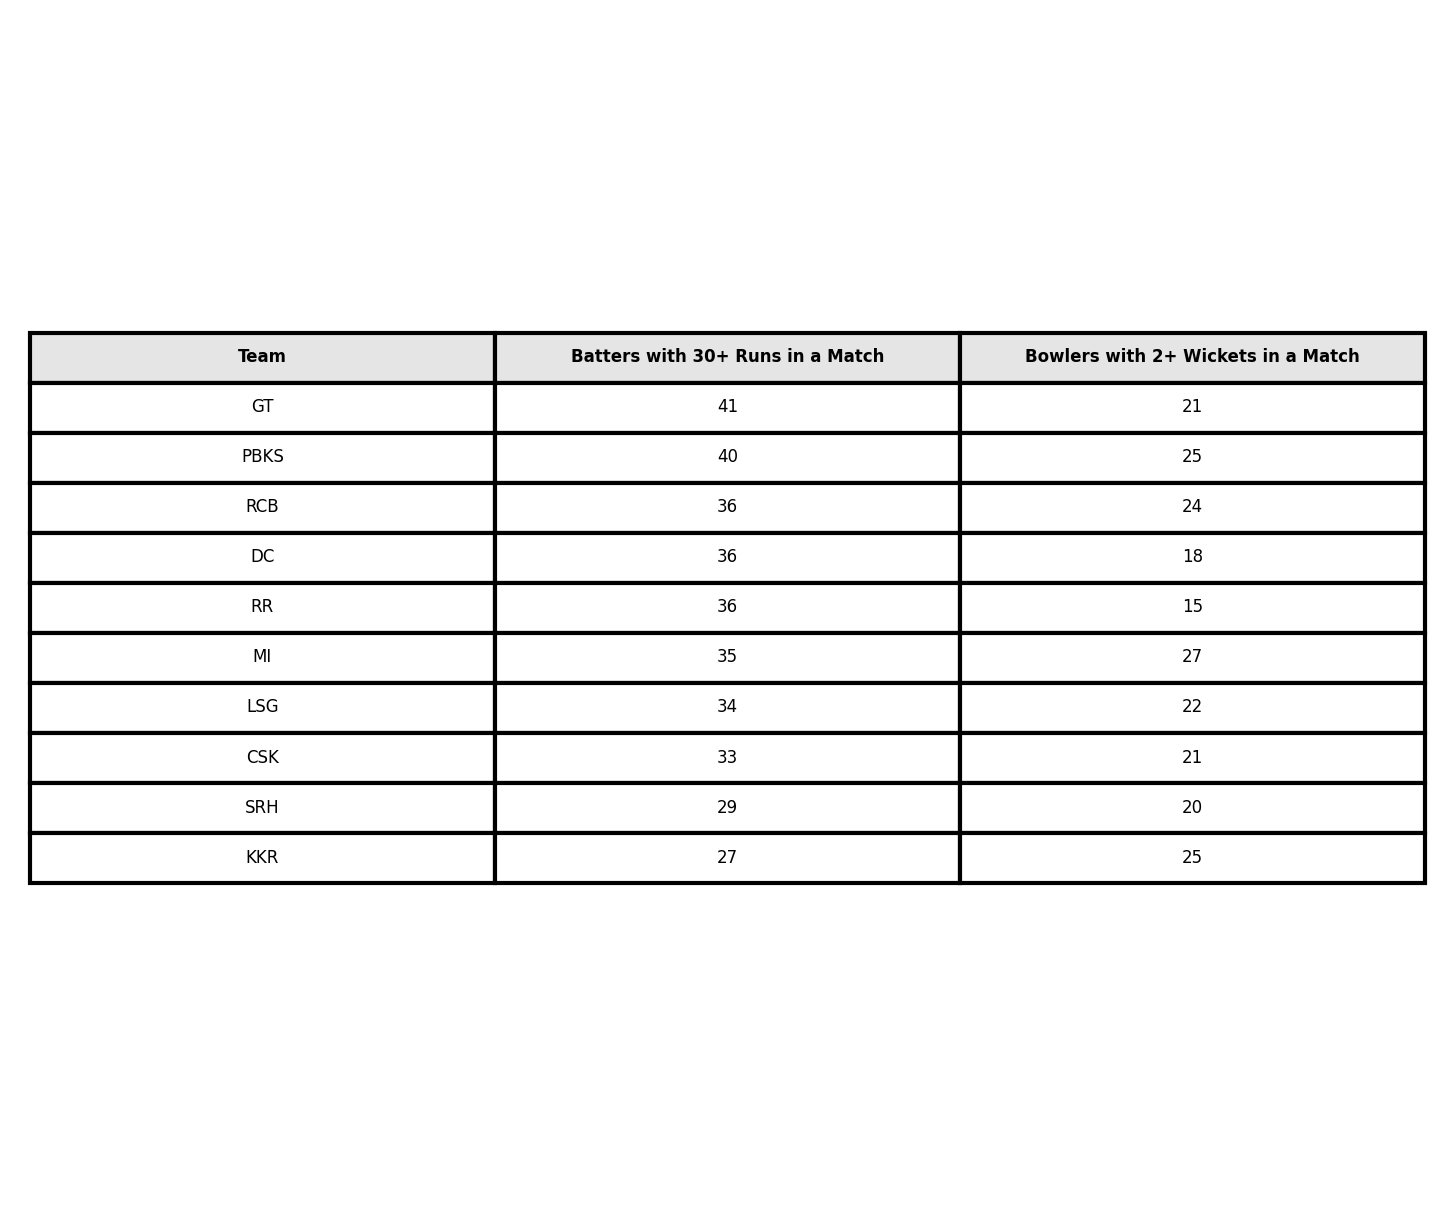 Team Batters with 30+ Runs in a Match Bowlers with 2+ Wickets in a Match
GT 41 21
PBKS 40 25
RCB 36 24
DC 36 18
RR 36 15
MI 35 27
LSG 34 22
CSK 33 21
SRH 29 20
KKR 27 25